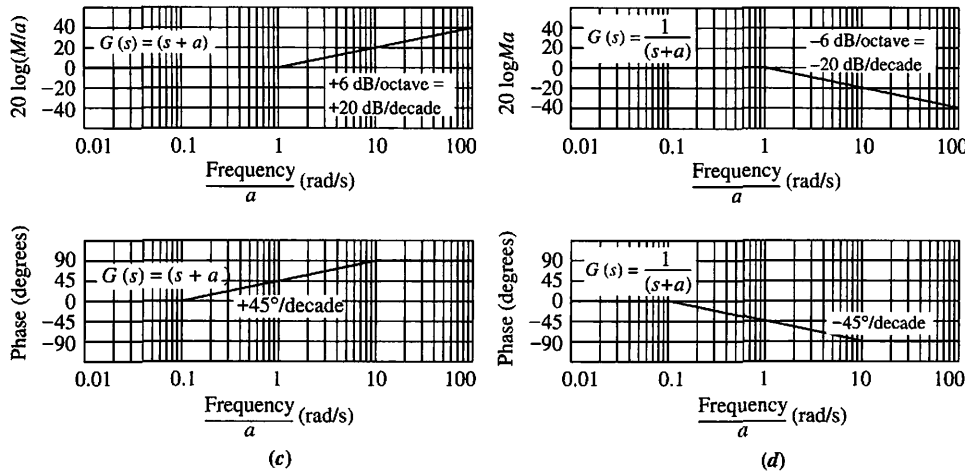 20 log(M/a)
40
20
0
−20
−40
G (s) = (s + a)
+6 dB/octave =
+20 dB/decade
0.01 0.1 1 10 100
Frequency
a
(rad/s)
20 logMa
40
20
0
−20
−40
G (s) = 1
(s+a)
−6 dB/octave =
−20 dB/decade
0.01 0.1 1 10 100
Frequency
a
(rad/s)
Phase (degrees)
90
45
0
−45
−90
G (s) = (s + a)
+45°/decade
0.01 0.1 1 10 100
Frequency
a
(rad/s)
(c)
Phase (degrees)
90
45
0
−45
−90
G (s) = 1
(s+a)
−45°/decade
0.01 0.1 1 10 100
Frequency
a
(rad/s)
(d)